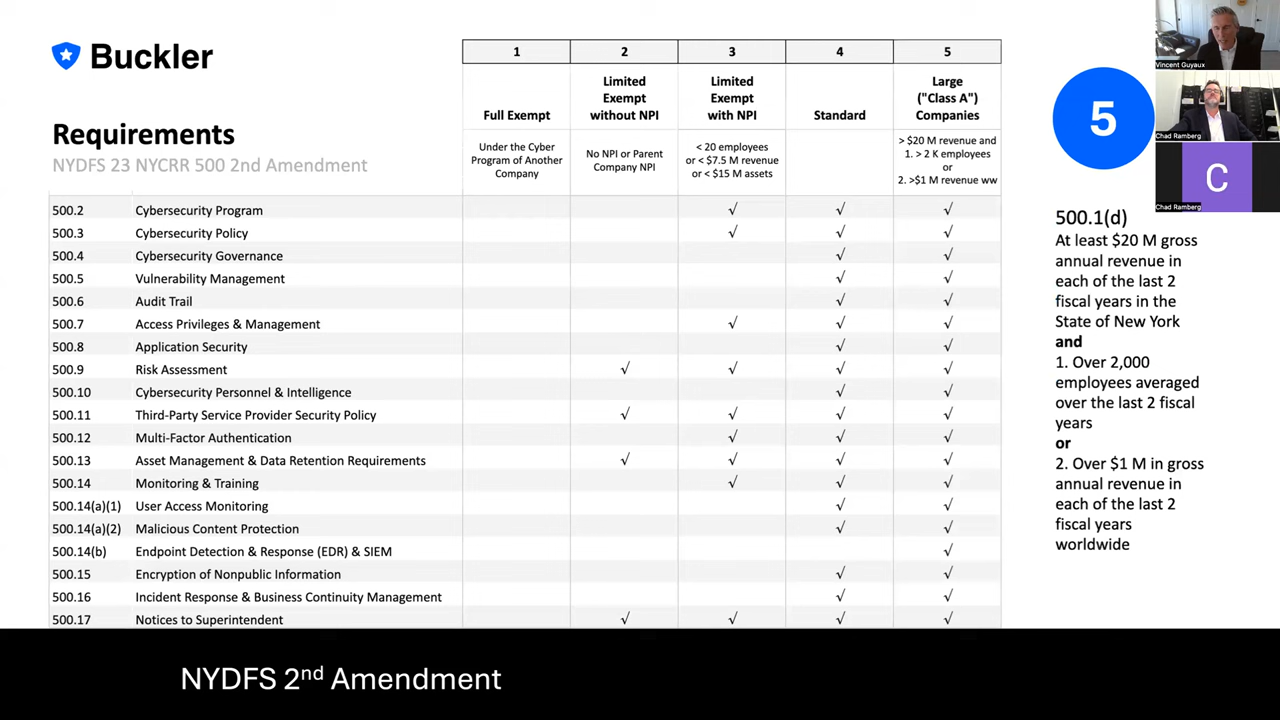 Buckler
Requirements
NYDFS 23 NYCRR 500 2nd Amendment
1 2 3 4 5
Full Exempt
Limited
Exempt
without NPI
Limited
Exempt
with NPI
Standard
Large
("Class A")
Companies
Under the Cyber
Program of Another
Company
No NPI or Parent
Company NPI
< 20 employees
or < $7.5 M revenue
or < $15 M assets
> $20 M revenue and
1. > 2 K employees
or
2. >$1 M revenue ww
500.2 Cybersecurity Program √ √ √
500.3 Cybersecurity Policy √ √ √
500.4 Cybersecurity Governance √ √
500.5 Vulnerability Management √ √
500.6 Audit Trail √ √
500.7 Access Privileges & Management √ √ √
500.8 Application Security √ √
500.9 Risk Assessment √ √ √ √
500.10 Cybersecurity Personnel & Intelligence √ √
500.11 Third-Party Service Provider Security Policy √ √ √ √
500.12 Multi-Factor Authentication √ √ √
500.13 Asset Management & Data Retention Requirements √ √ √ √
500.14 Monitoring & Training √ √ √
500.14(a)(1) User Access Monitoring √ √
500.14(a)(2) Malicious Content Protection √ √
500.14(b) Endpoint Detection & Response (EDR) & SIEM √
500.15 Encryption of Nonpublic Information √ √
500.16 Incident Response & Business Continuity Management √ √
500.17 Notices to Superintendent √ √ √ √
5
500.1(d)
At least $20 M gross
annual revenue in
each of the last 2
fiscal years in the
State of New York
and
1. Over 2,000
employees averaged
over the last 2 fiscal
years
or
2. Over $1 M in gross
annual revenue in
each of the last 2
fiscal years
worldwide
Vincent Guyaux
Chad Ramberg
C
Chad Ramberg
NYDFS 2nd Amendment